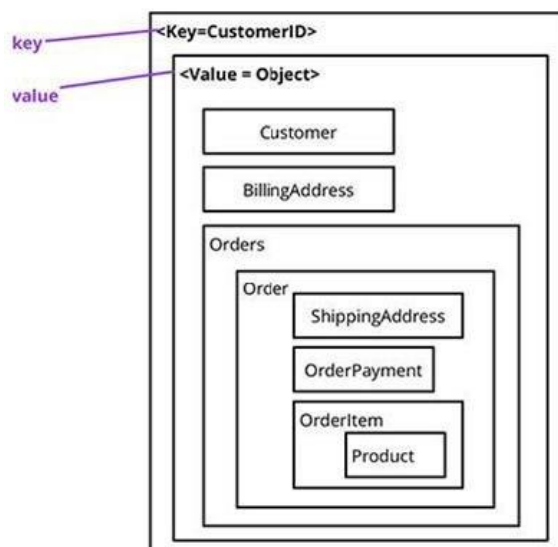 key
<Key=CustomerID>
value
<Value = Object>
Customer
BillingAddress
Orders
Order
ShippingAddress
OrderPayment
OrderItem
Product